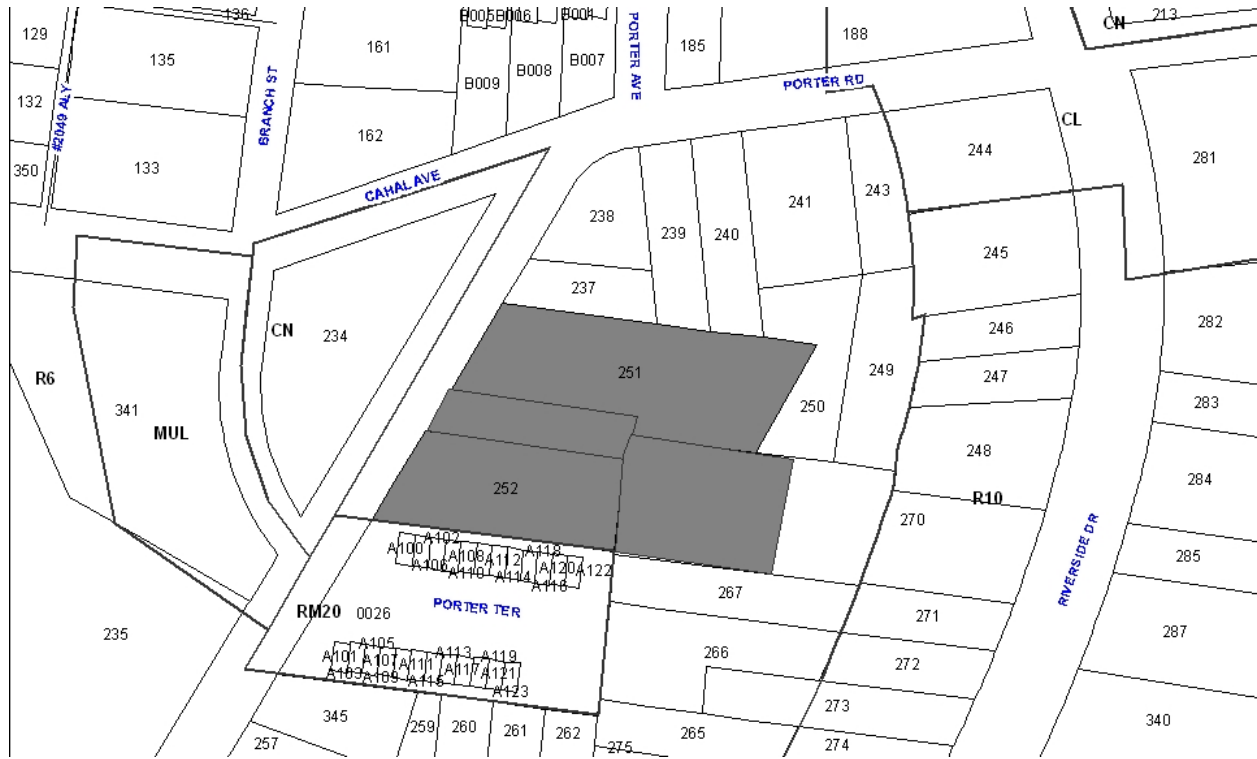 129
136
135
161
B005
B006
B004
B009
B008
B007
PORTER AVE
185
188
CN
213
132
#2049 ALY
BRANCH ST
133
162
350
PORTER RD
CL
244
281
CAHAL AVE
238
239
240
241
243
245
237
CN
234
246
282
R6
251
249
247
283
341
MUL
250
248
284
252
R10
270
RIVERSIDE DR
A102
A118
A100
A108
A112
A120
A122
A106
A110
A114
A116
285
267
RM20
0026
PORTER TER
271
235
287
A105
A113
A119
266
272
A101
A107
A111
A117
A121
A103
A109
A115
A123
345
259
260
261
262
265
273
340
257
275
274